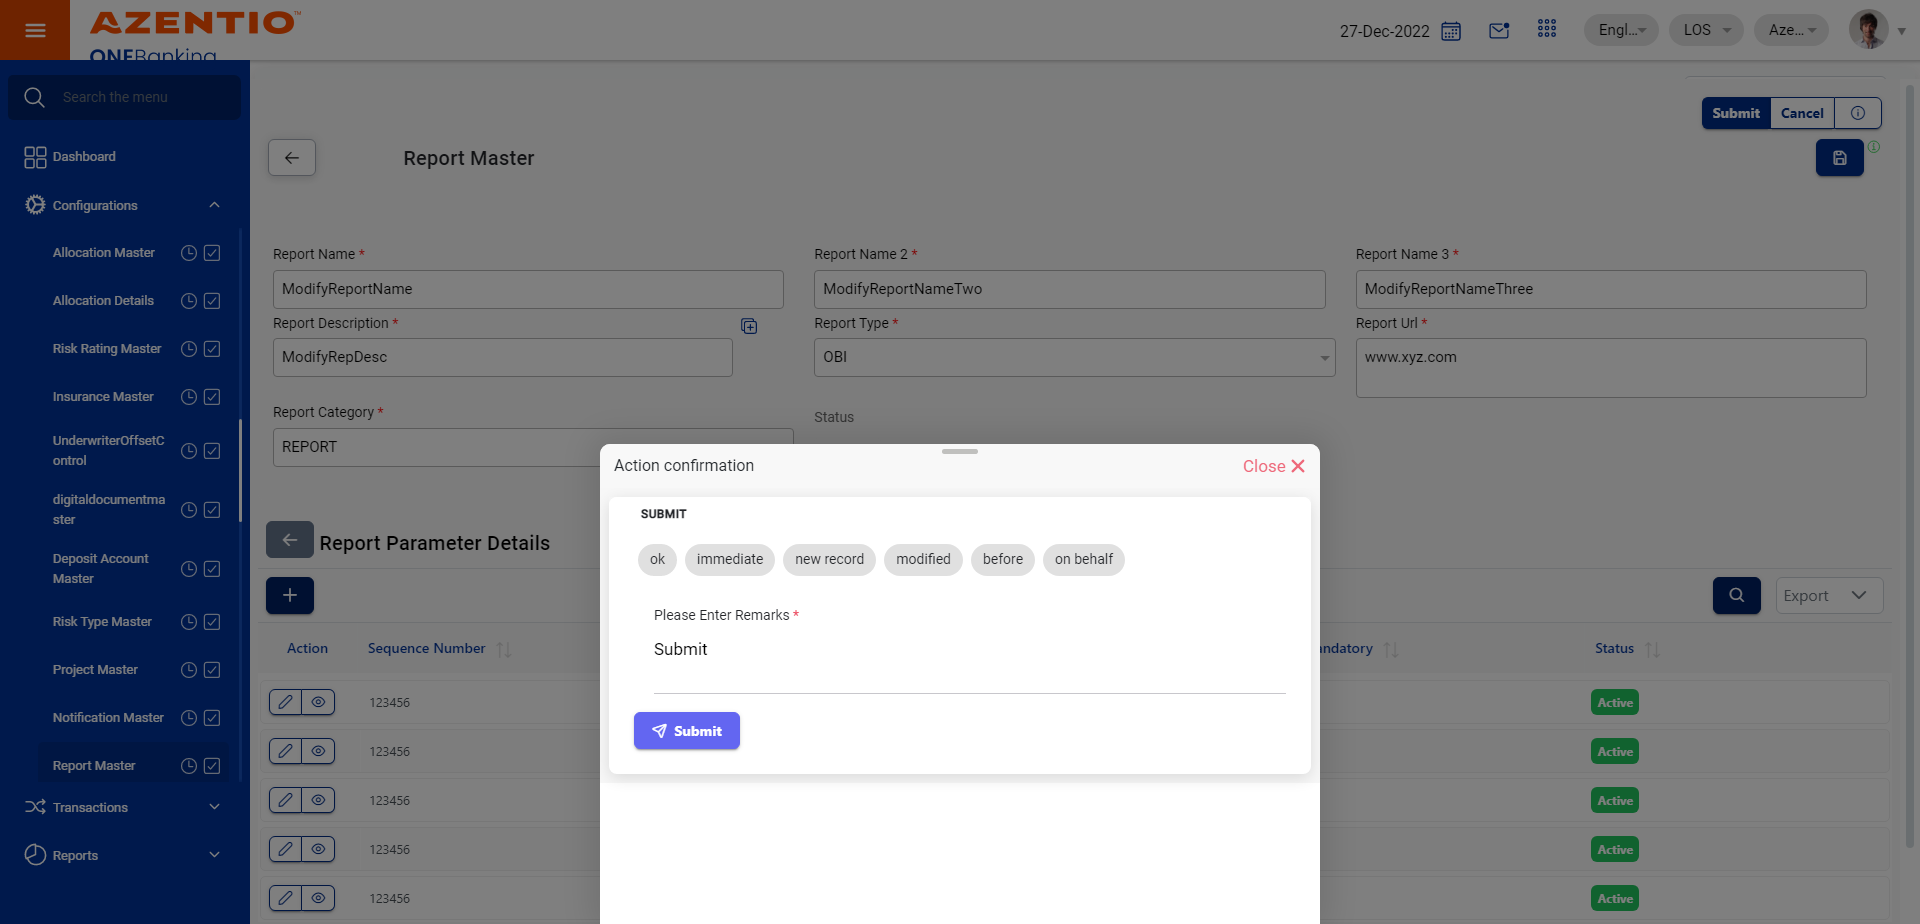 AZENTIO™
ONEBanking
27-Dec-2022
Engl...
LOS
Aze...
Search the menu
Dashboard
Configurations
Allocation Master
Allocation Details
Risk Rating Master
Insurance Master
UnderwriterOffsetC
ontrol
digitaldocumentma
ster
Deposit Account
Master
Risk Type Master
Project Master
Notification Master
Report Master
Transactions
Reports
Submit
Cancel
Report Master
Report Name *
Report Name 2 *
Report Name 3 *
ModifyReportName
ModifyReportNameTwo
ModifyReportNameThree
Report Description *
Report Type *
Report Url *
ModifyRepDesc
OBI
www.xyz.com
Report Category *
Status
REPORT
Report Parameter Details
Export
Action
Sequence Number
ndatory
Status
123456
Active
123456
Active
123456
Active
123456
Active
123456
Active
Action confirmation
Close
SUBMIT
ok
immediate
new record
modified
before
on behalf
Please Enter Remarks *
Submit
Submit